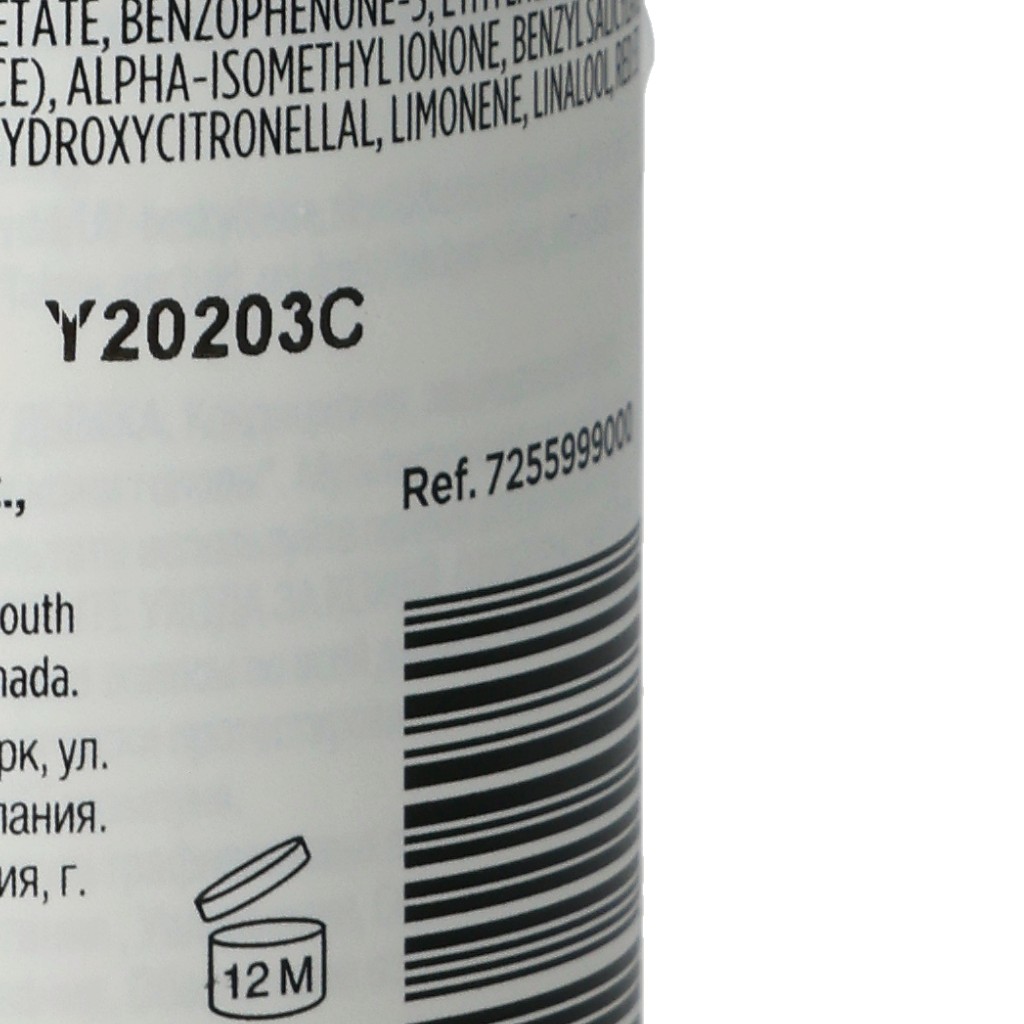 ETATE, BENZOPHENONE-3,
CE), ALPHA-ISOMETHYL IONONE, BENZYL
YDROXYCITRONELLAL, LIMONENE, LINALOOL,
Y20203C
Ref. 7255999000
.,
outh
nada.
рк, ул.
пания.
ия, г.
12 M